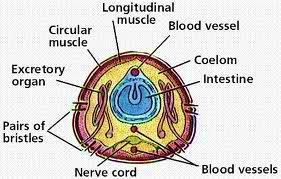 Longitudinal
muscle
Circular
muscle
Blood vessel
Coelom
Excretory
organ
Intestine
Pairs of
bristles
Nerve cord
Blood vessels